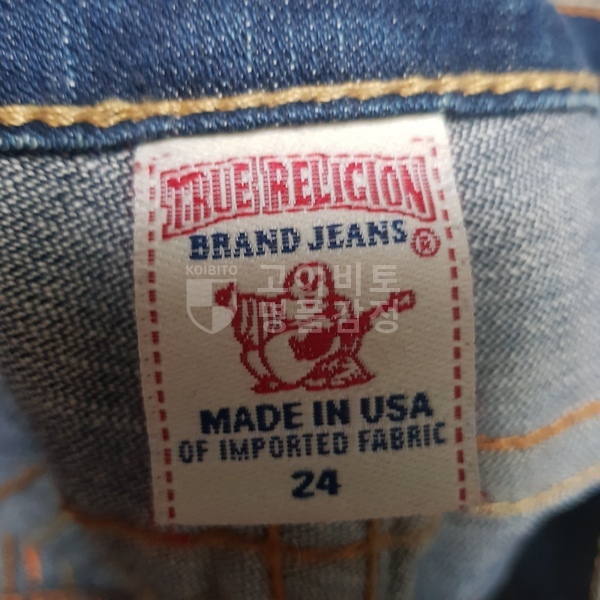 TRUE RELIGION
BRAND JEANS ®
KOIBITO
고이비토
명품감정
MADE IN USA
OF IMPORTED FABRIC
24